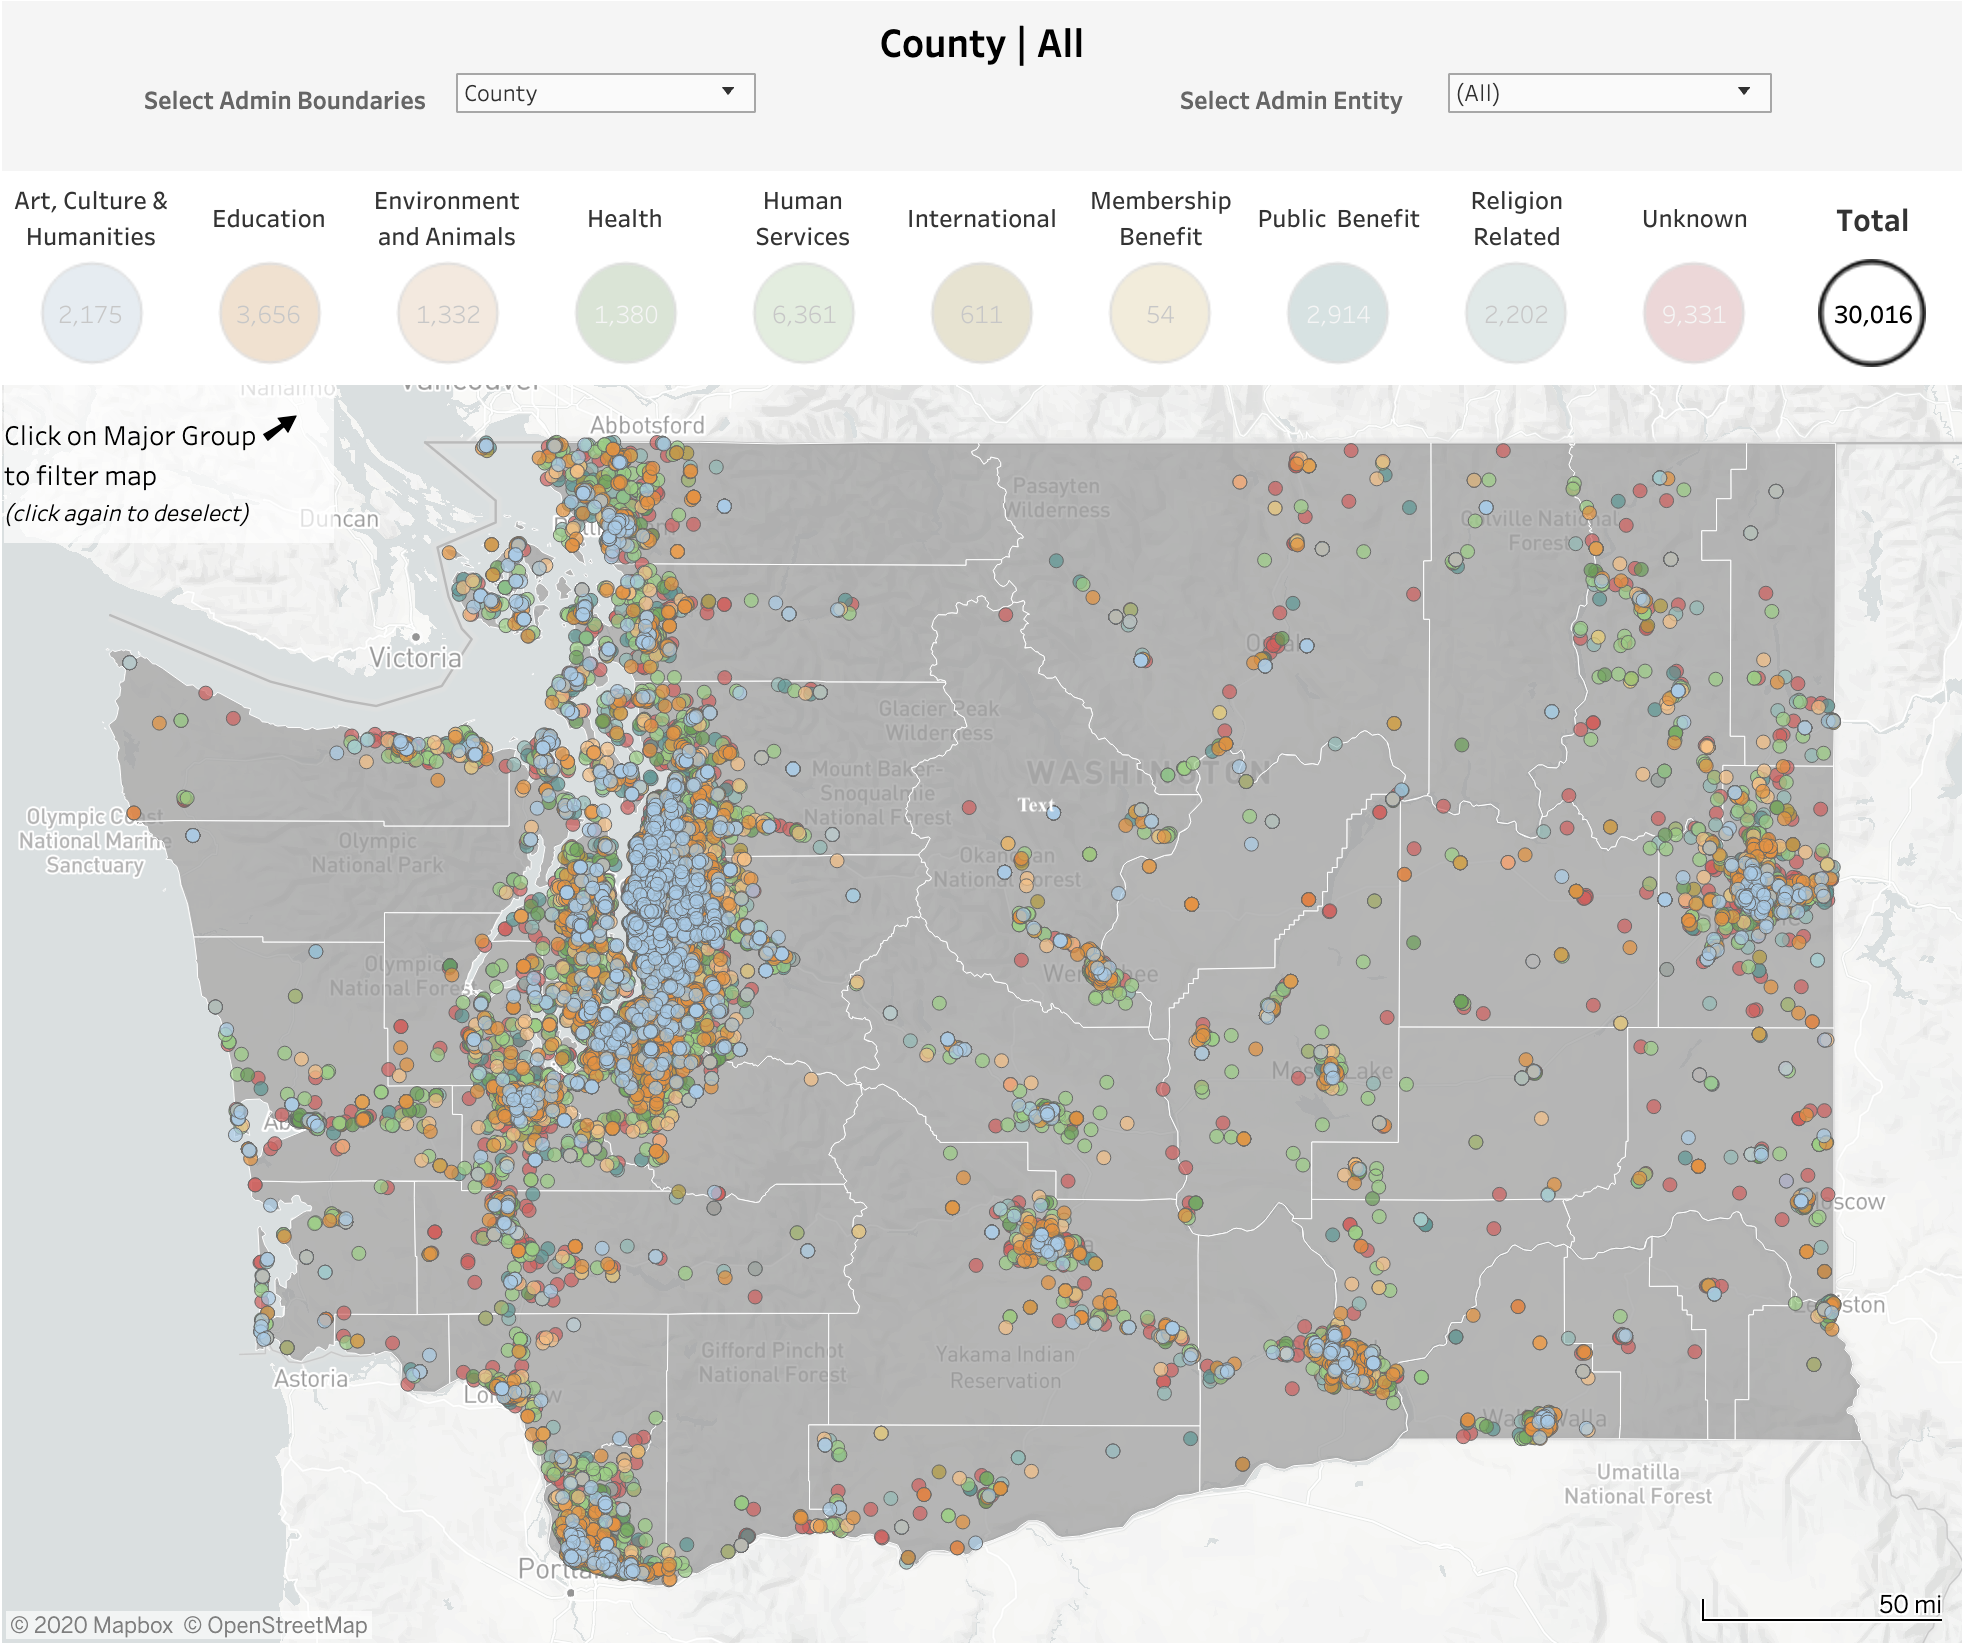 County | All
Select Admin Boundaries
County
Select Admin Entity
(All)
Art, Culture &
Humanities
Education
Environment
and Animals
Health
Human
Services
International
Membership
Benefit
Public Benefit
Religion
Related
Unknown
Total
2,175
3,656
1,332
1,380
6,361
611
54
2,914
2,202
9,331
30,016
Click on Major Group
to filter map
(click again to deselect)
Nanaimo
Vancouver
Abbotsford
Duncan
Victoria
Pasayten
Wilderness
Colville National
Forest
Glacier Peak
Wilderness
WASHINGTON
Mount Baker-
Snoqualmie
National Forest
Text
Olympic Coast
National Marine
Sanctuary
Olympic
National Park
Okanogan
National Forest
Olympic
National Forest
Wenatchee
Moses Lake
Moscow
Lewiston
Astoria
Longview
Gifford Pinchot
National Forest
Yakama Indian
Reservation
Walla Walla
Umatilla
National Forest
Portland
50 mi
© 2020 Mapbox © OpenStreetMap